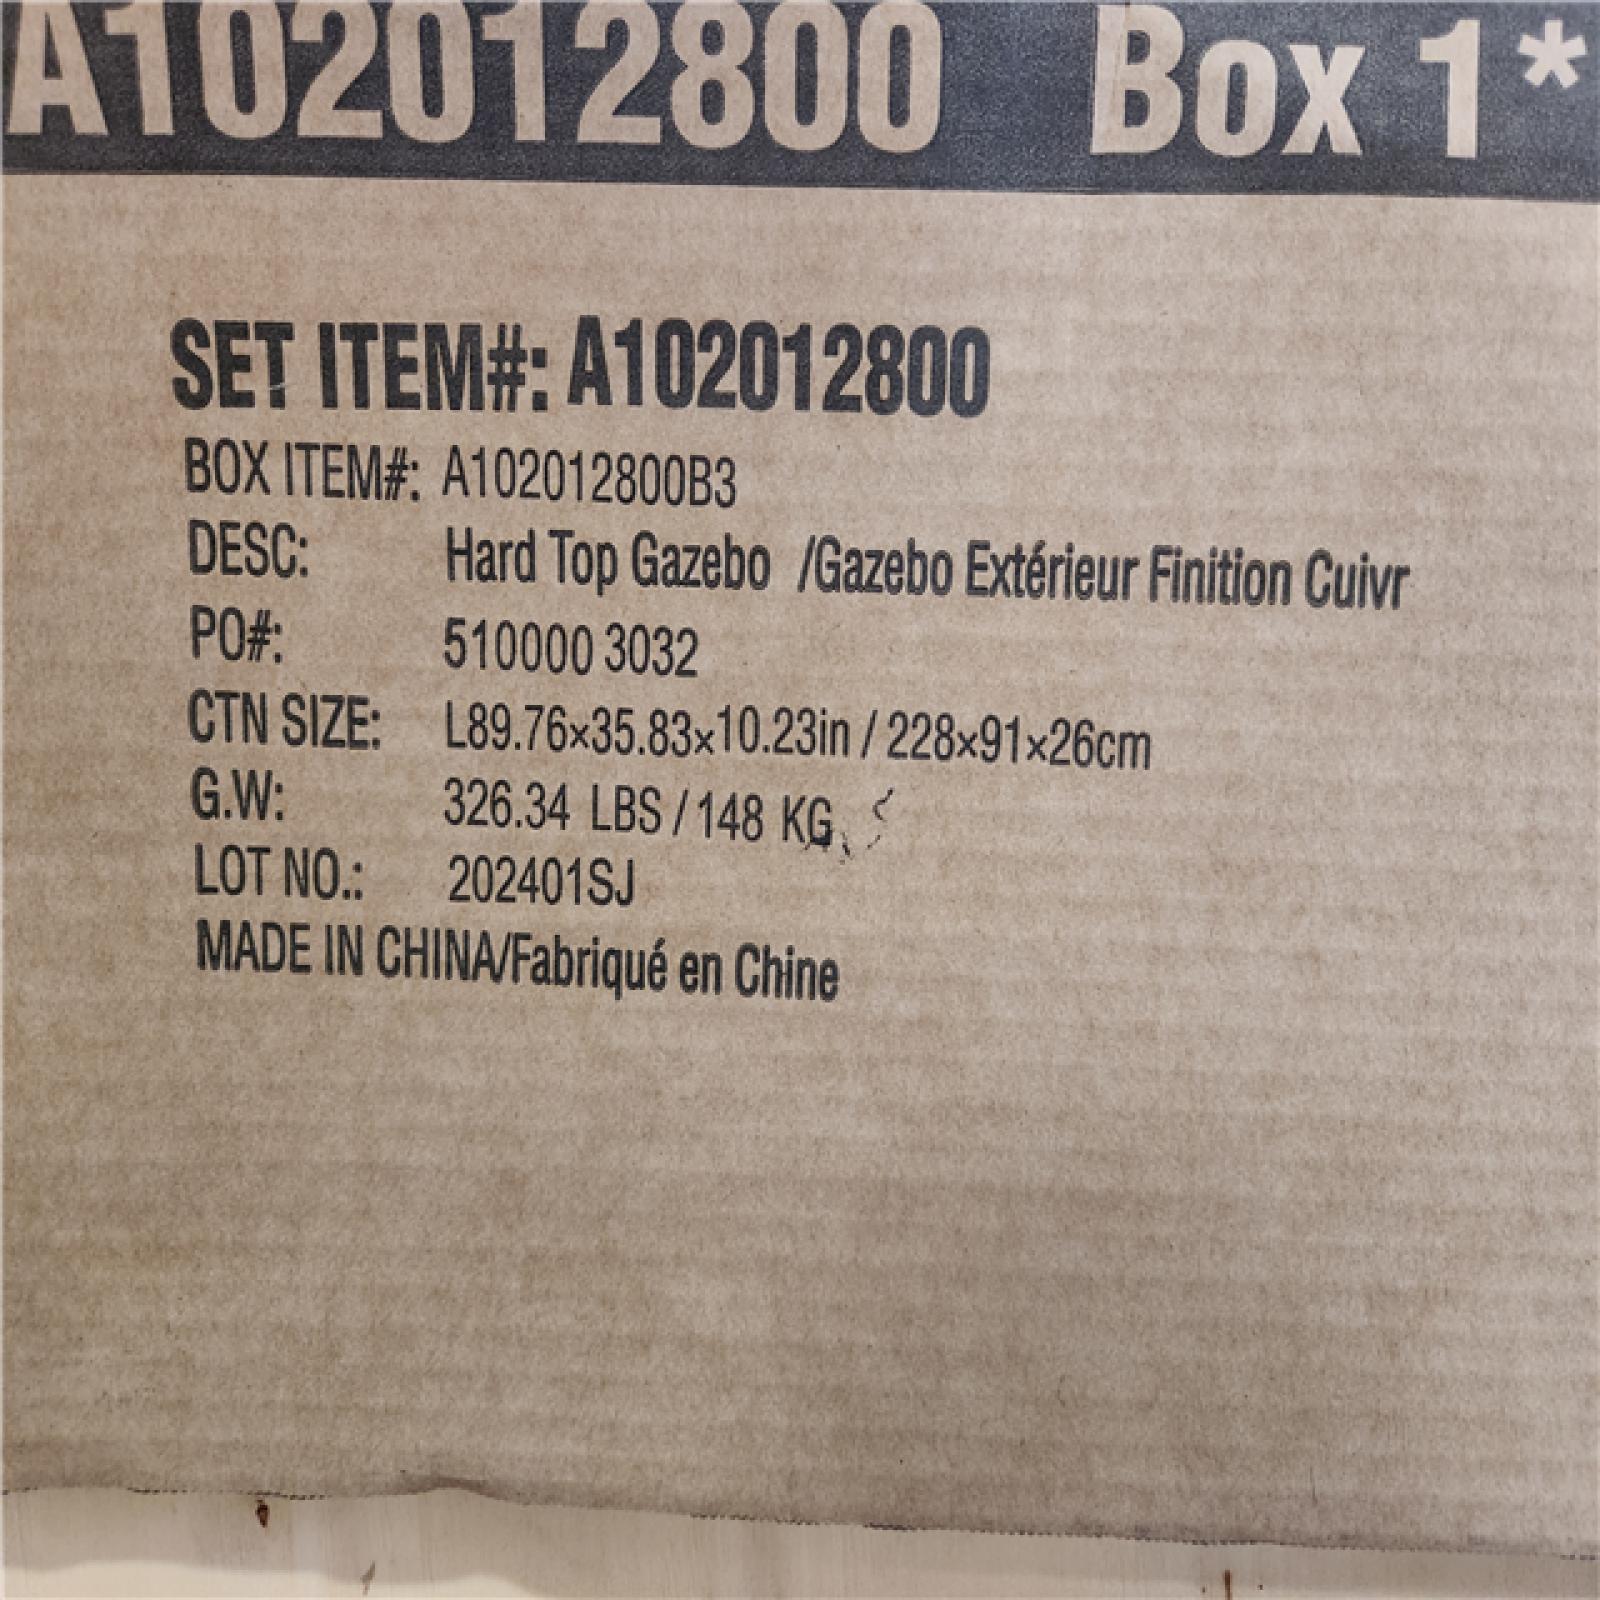 A102012800 Box 1*
SET ITEM#: A102012800
BOX ITEM#: A102012800B3
DESC: Hard Top Gazebo /Gazebo Extérieur Finition Cuivr
PO#: 510000 3032
CTN SIZE: L89.76×35.83×10.23in / 228×91×26cm
G.W: 326.34 LBS / 148 KG
LOT NO.: 202401SJ
MADE IN CHINA/Fabriqué en Chine